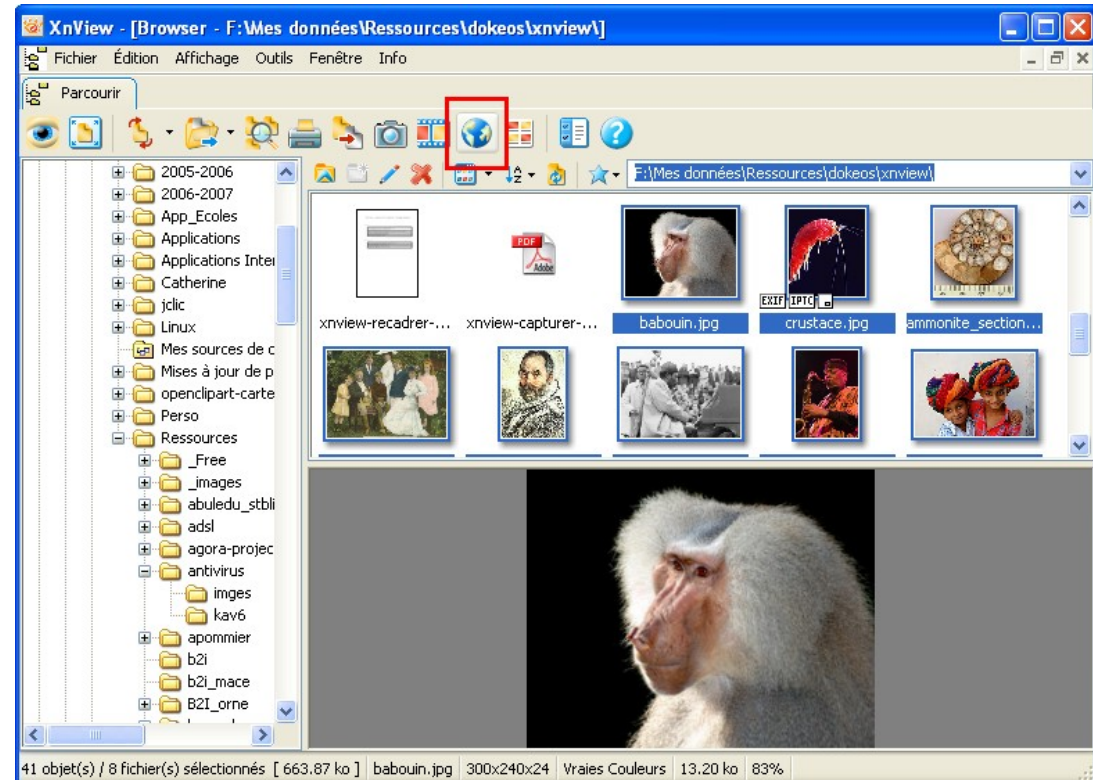 XnView - [Browser - F:\Mes données\Ressources\dokeos\xnview\]
Fichier Édition Affichage Outils Fenêtre Info
Parcourir
F:\Mes données\Ressources\dokeos\xnview\
2005-2006
2006-2007
App_Ecoles
Applications
Applications Inter
Catherine
jclic
Linux
Mes sources de c
Mises à jour de p
openclipart-carte
Perso
Ressources
_Free
_images
abuledu_stbli
adsl
agora-projec
antivirus
imges
kav6
apommier
b2i
b2i_mace
B2I_orne
PDF
Adobe
EXIF IPTC
xnview-recadrer-... xnview-capturer-... babouin.jpg crustace.jpg ammonite_section...
41 objet(s) / 8 fichier(s) sélectionnés [ 663.87 ko ] babouin.jpg 300x240x24 Vraies Couleurs 13.20 ko 83%